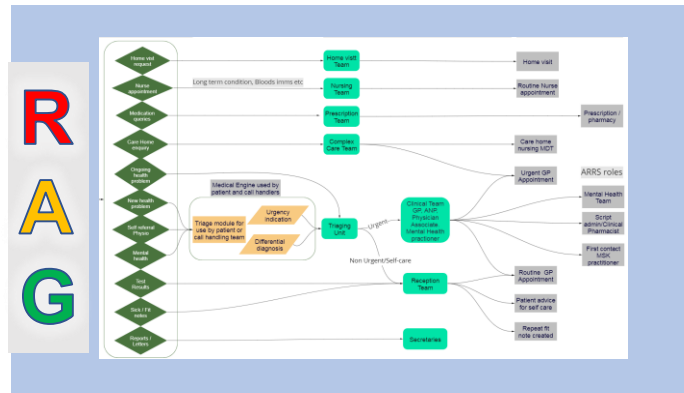 R
A
G
Home visit
request
Nurse
appointment
Medication
queries
Care Home
enquiry
Ongoing
health
problem
New health
problem
Self-referral
Physio
Mental
health
Test
Results
Sick / Fit
notes
Reports /
Letters
Long term condition, Bloods imms etc
Medical Engine used by
patient and call handlers
Triage module for
use by patient or
call handling team
Urgency
indication
Differential
diagnosis
Home visit
Team
Nursing
Team
Prescription
Team
Complex
Care Team
Triaging
Unit
Urgent
Non Urgent/Self-care
Clinical Team
GP, ANP,
Physician
Associate,
Mental Health
practitioner
Reception
Team
Secretaries
Home visit
Routine Nurse
appointment
Care home
nursing MDT
Urgent GP
Appointment
Routine GP
Appointment
Patient advice
for self care
Repeat fit
note created
Prescription /
pharmacy
ARRS roles
Mental Health
Team
Script
admin/Clinical
Pharmacist
First contact
MSK
practitioner